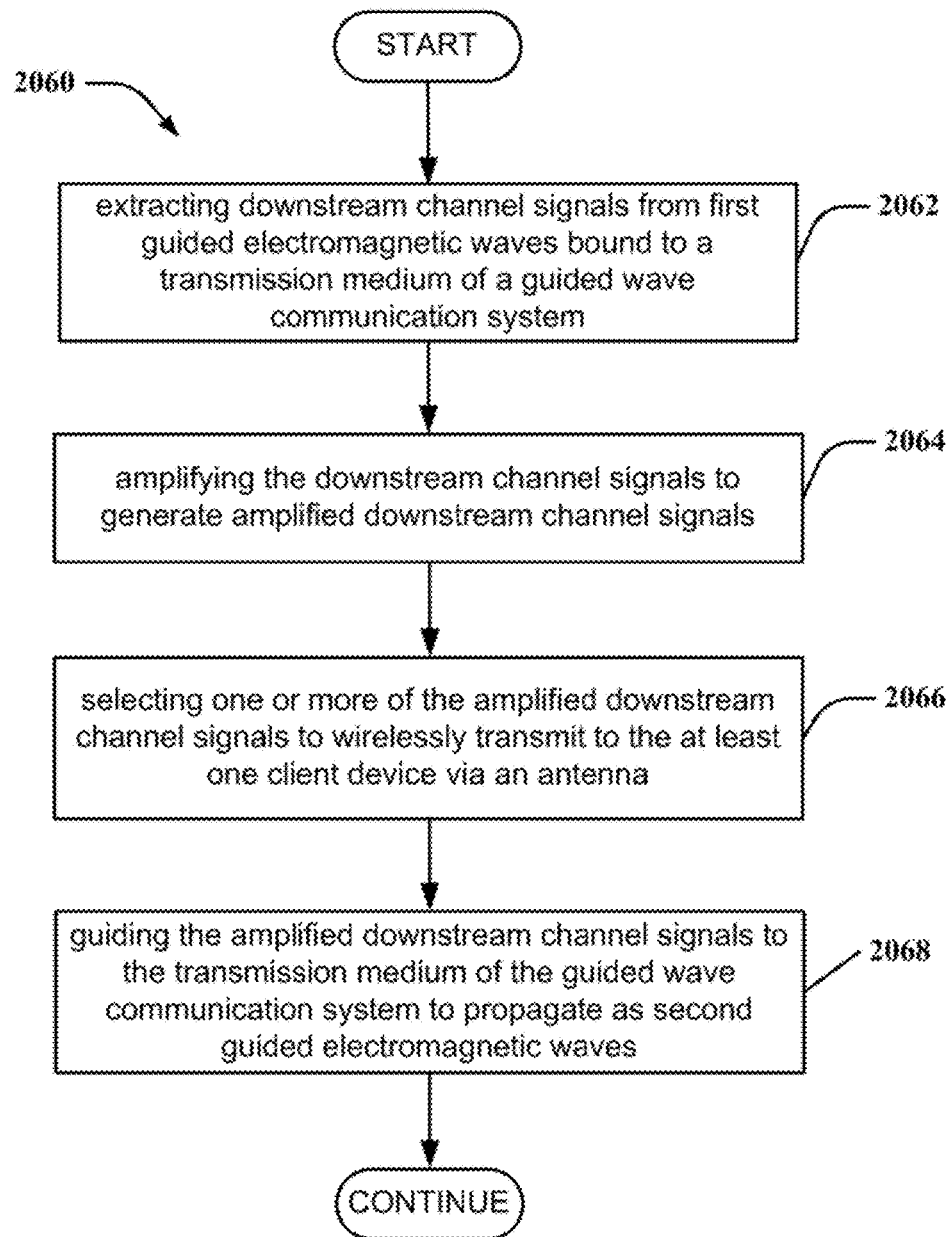 START
2060
extracting downstream channel signals from first
guided electromagnetic waves bound to a
transmission medium of a guided wave
communication system
2062
amplifying the downstream channel signals to
generate amplified downstream channel signals
2064
selecting one or more of the amplified downstream
channel signals to wirelessly transmit to the at least
one client device via an antenna
2066
guiding the amplified downstream channel signals to
the transmission medium of the guided wave
communication system to propagate as second
guided electromagnetic waves
2068
CONTINUE